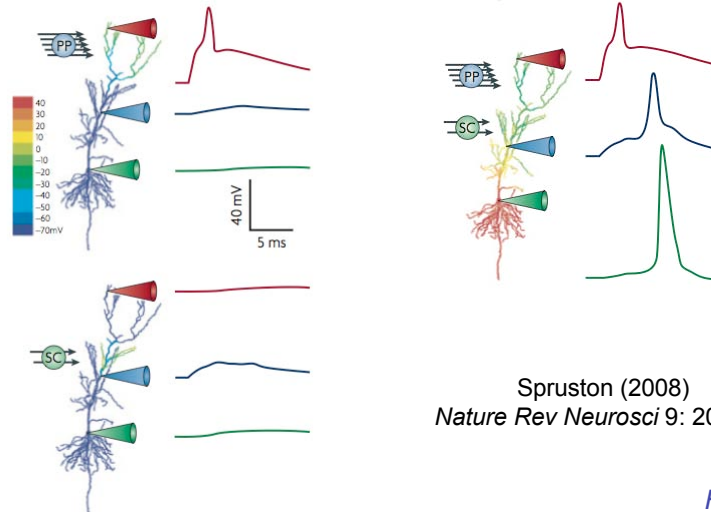 PP
40
30
20
10
0
–10
–20
–30
–40
–50
–60
–70mV
40 mV
5 ms
SC
PP
SC
Spruston (2008)
Nature Rev Neurosci 9: 20